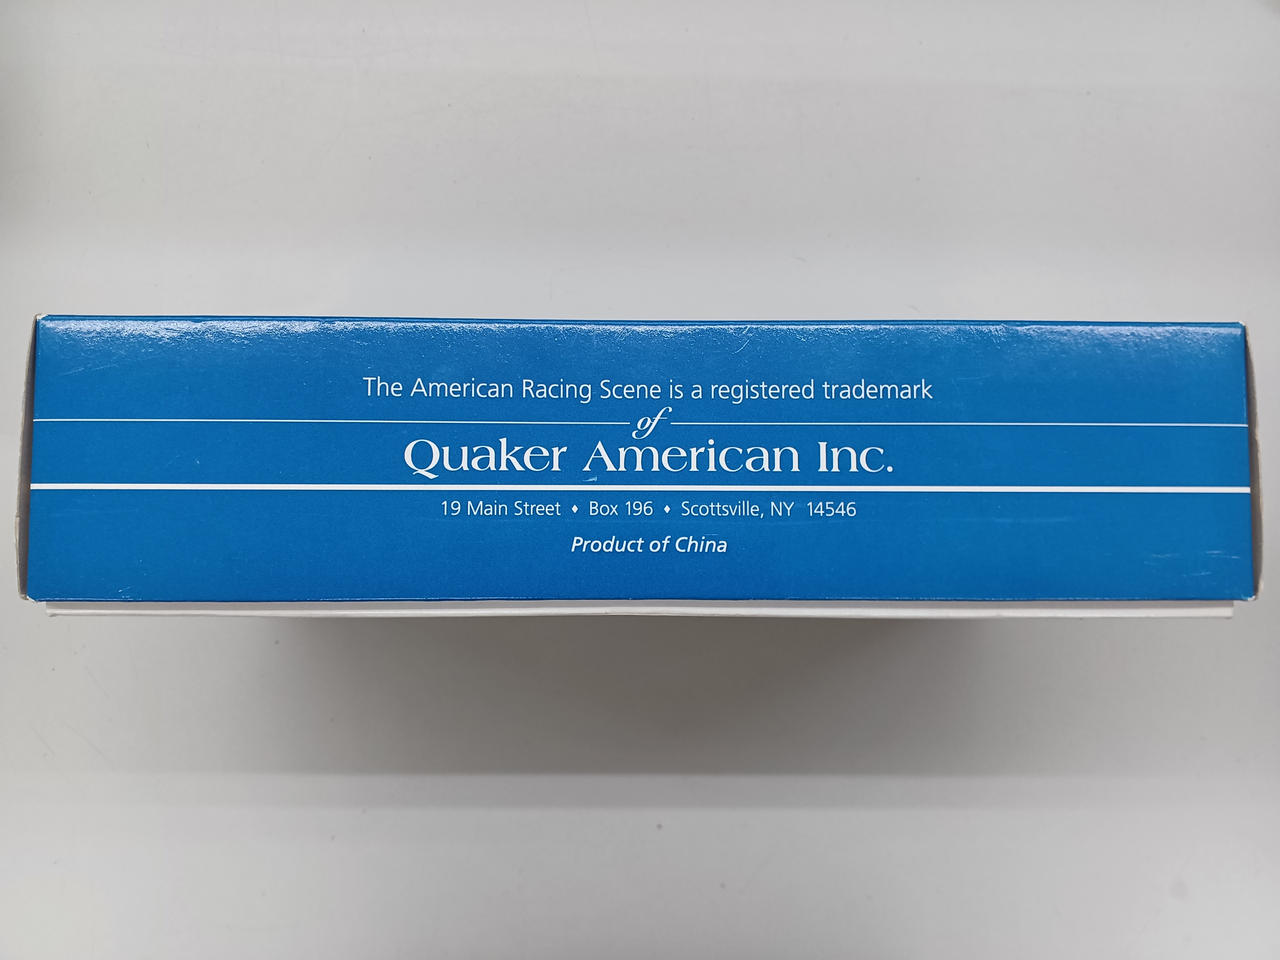 The American Racing Scene is a registered trademark
of
Quaker American Inc.
19 Main Street ♦ Box 196 ♦ Scottsville, NY 14546
Product of China